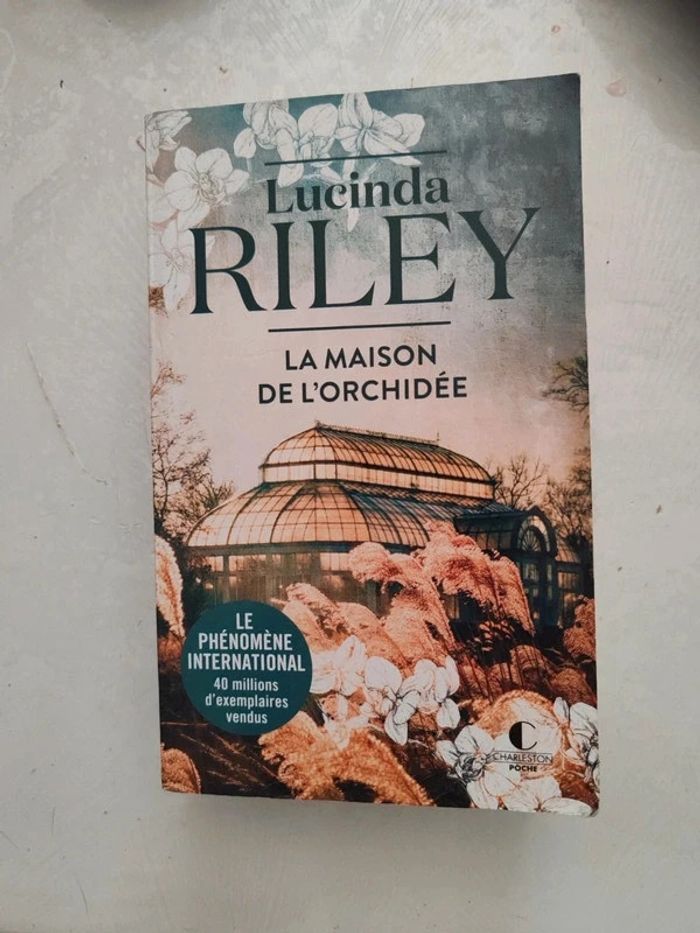 Lucinda
RILEY
LA MAISON
DE L'ORCHIDÉE
LE
PHÉNOMÈNE
INTERNATIONAL
40 millions
d'exemplaires
vendus
C
CHARLESTON
POCHE